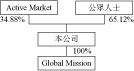 Active Market
公眾人士
34.88%
65.12%
本公司
100%
Global Mission